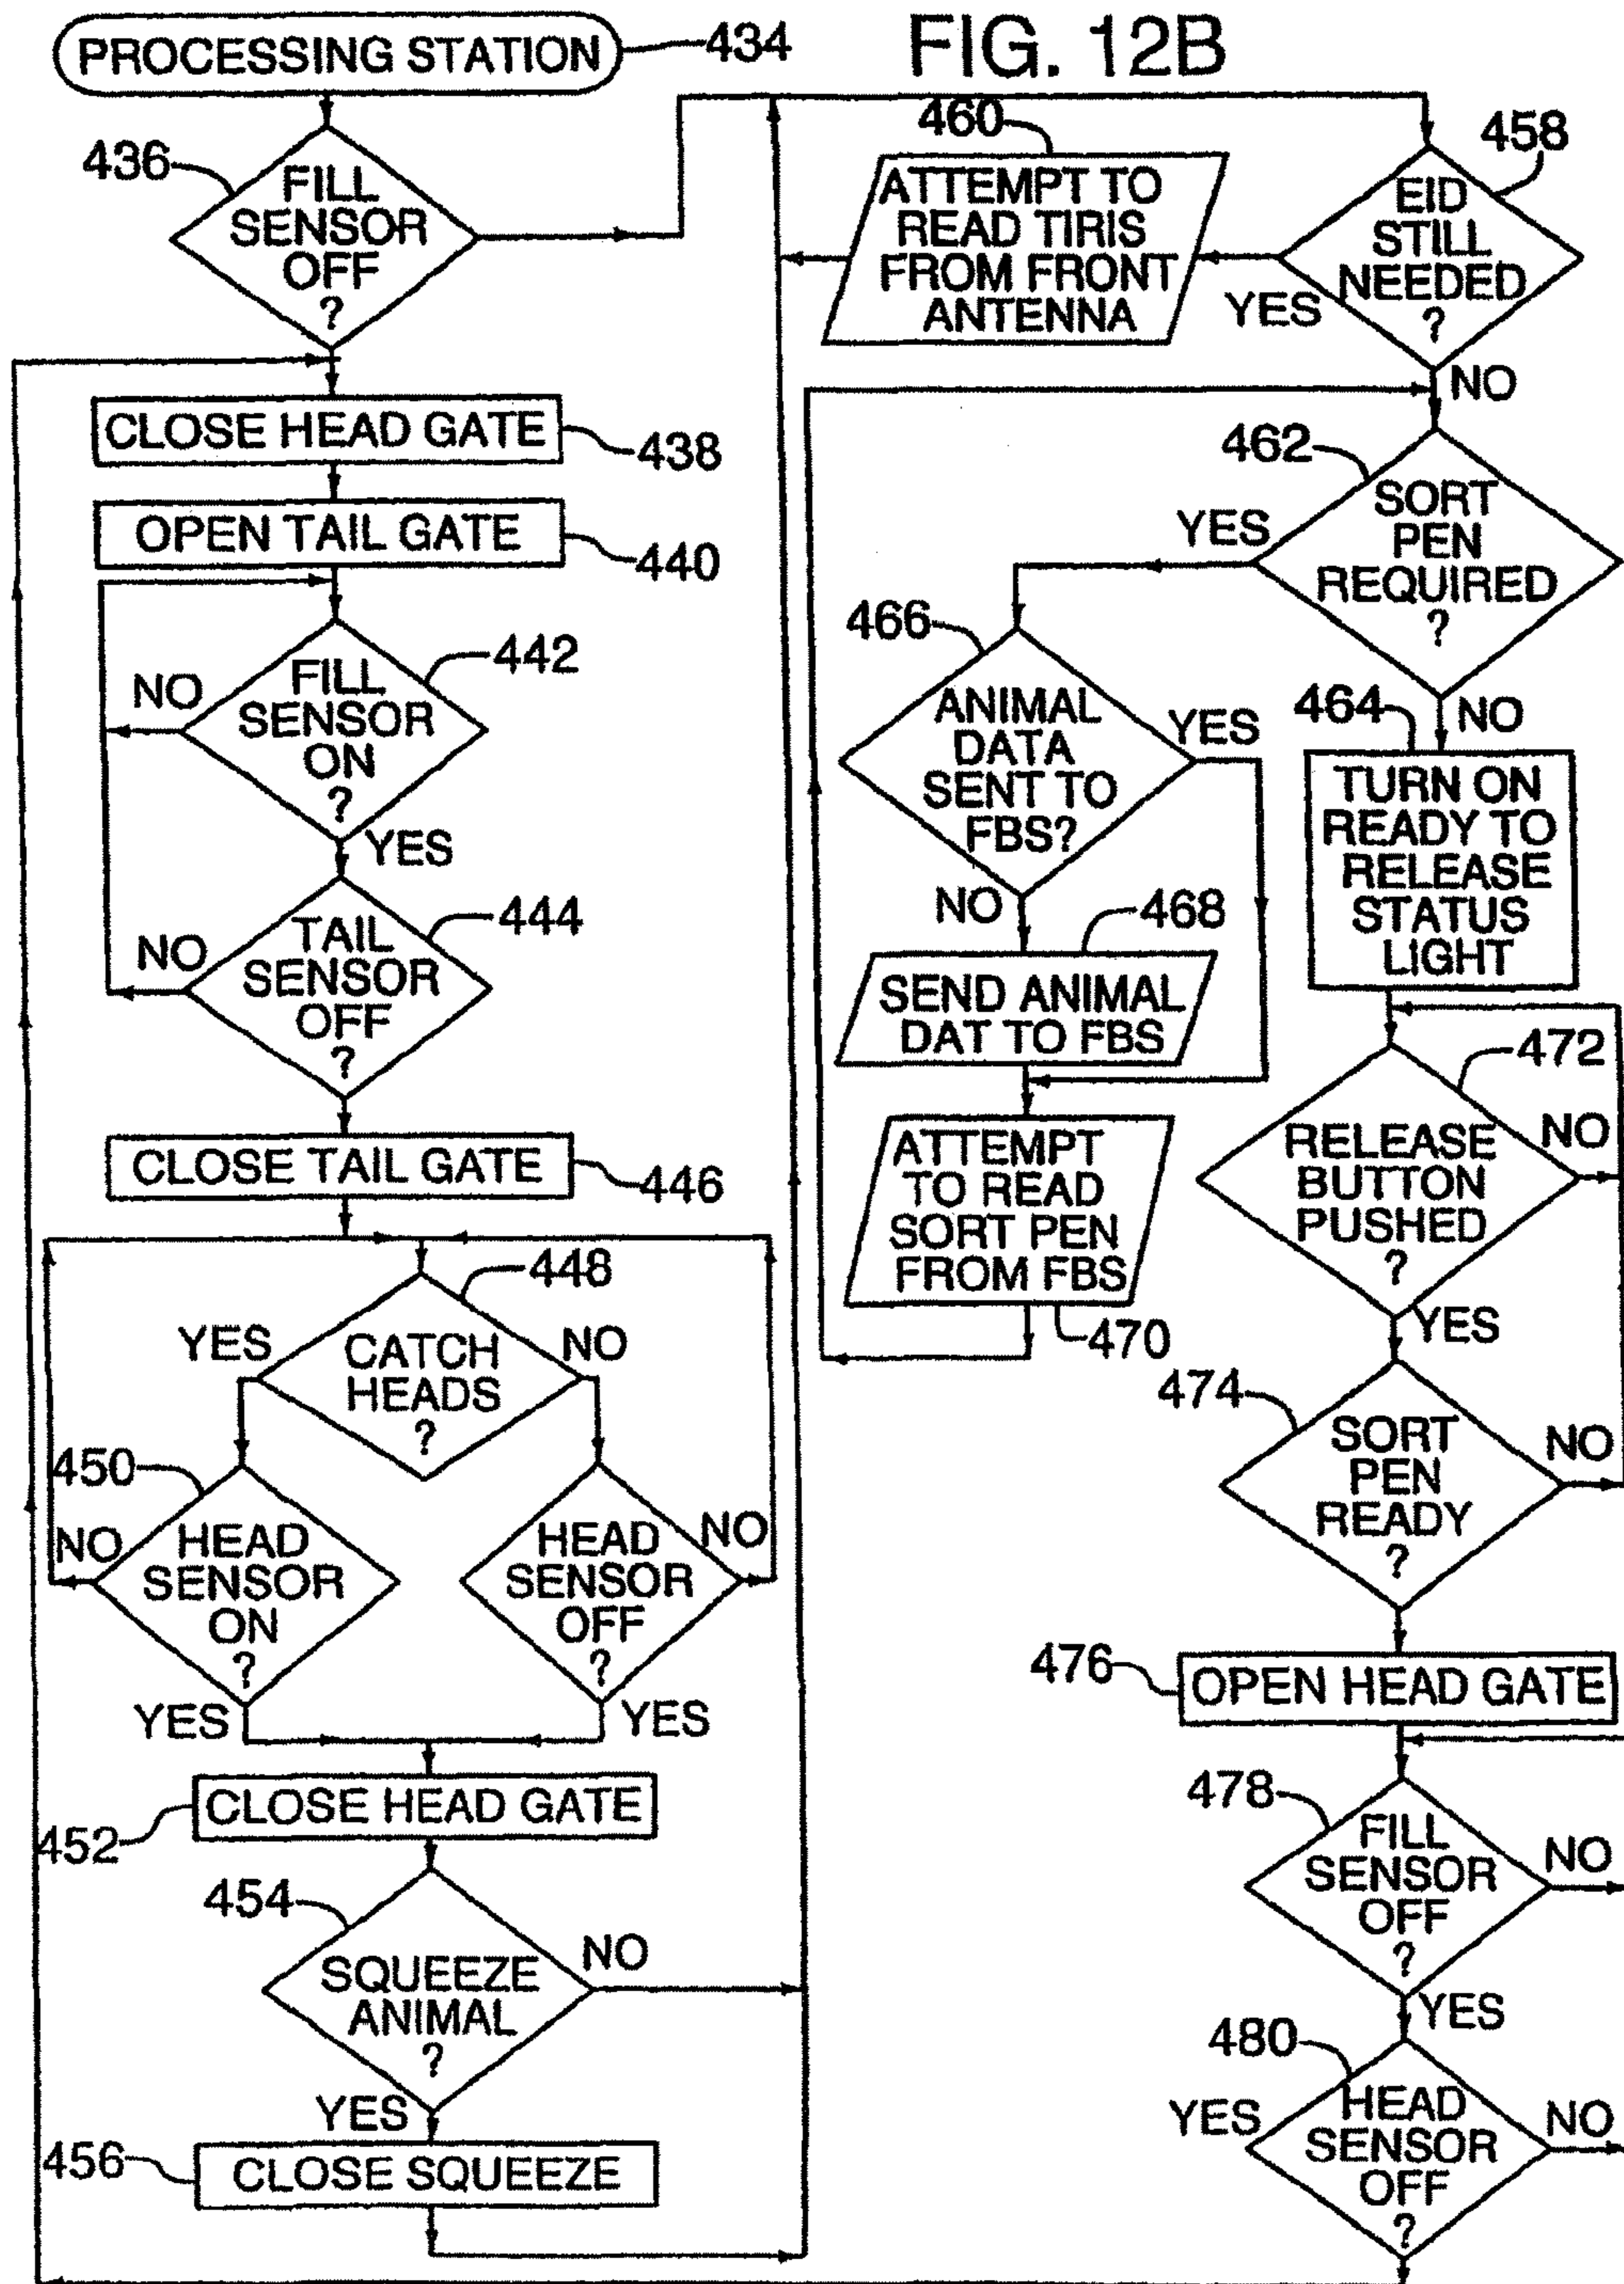 FIG. 12B
PROCESSING STATION
434
436
FILL
SENSOR
OFF
?
CLOSE HEAD GATE
438
OPEN TAIL GATE
440
442
NO
FILL
SENSOR
ON
?
YES
444
NO
TAIL
SENSOR
OFF
?
CLOSE TAIL GATE
446
448
YES
CATCH
HEADS
?
NO
450
NO
HEAD
SENSOR
ON
?
YES
HEAD
SENSOR
OFF
?
NO
YES
CLOSE HEAD GATE
452
454
SQUEEZE
ANIMAL
?
NO
YES
456
CLOSE SQUEEZE
458
EID
STILL
NEEDED
?
YES
NO
460
ATTEMPT TO
READ TIRIS
FROM FRONT
ANTENNA
462
YES
SORT
PEN
REQUIRED
?
NO
466
ANIMAL
DATA
SENT TO
FBS?
YES
NO
468
SEND ANIMAL
DAT TO FBS
ATTEMPT
TO READ
SORT PEN
FROM FBS
470
464
TURN ON
READY TO
RELEASE
STATUS
LIGHT
472
RELEASE
BUTTON
PUSHED
?
NO
YES
474
SORT
PEN
READY
?
NO
476
OPEN HEAD GATE
478
FILL
SENSOR
OFF
?
NO
YES
480
YES
HEAD
SENSOR
OFF
?
NO